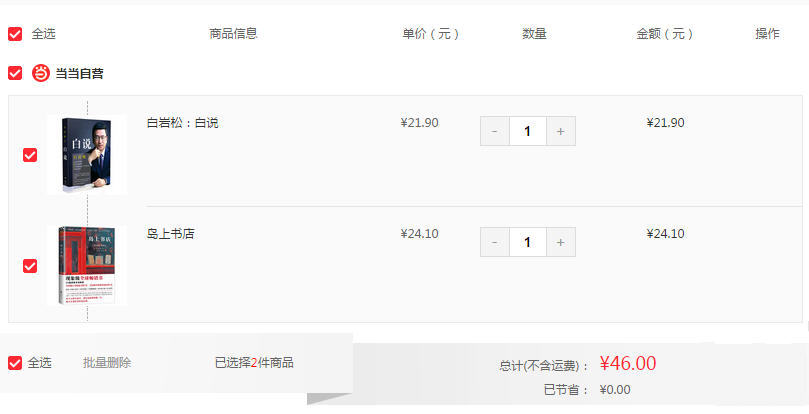 全选 商品信息 单价（元） 数量 金额（元） 操作
当当自营
白岩松：白说 ¥21.90 - 1 + ¥21.90
白说
岛上书店 ¥24.10 - 1 + ¥24.10
岛上书店
全选 批量删除 已选择2件商品 总计(不含运费)： ¥46.00
已节省： ¥0.00